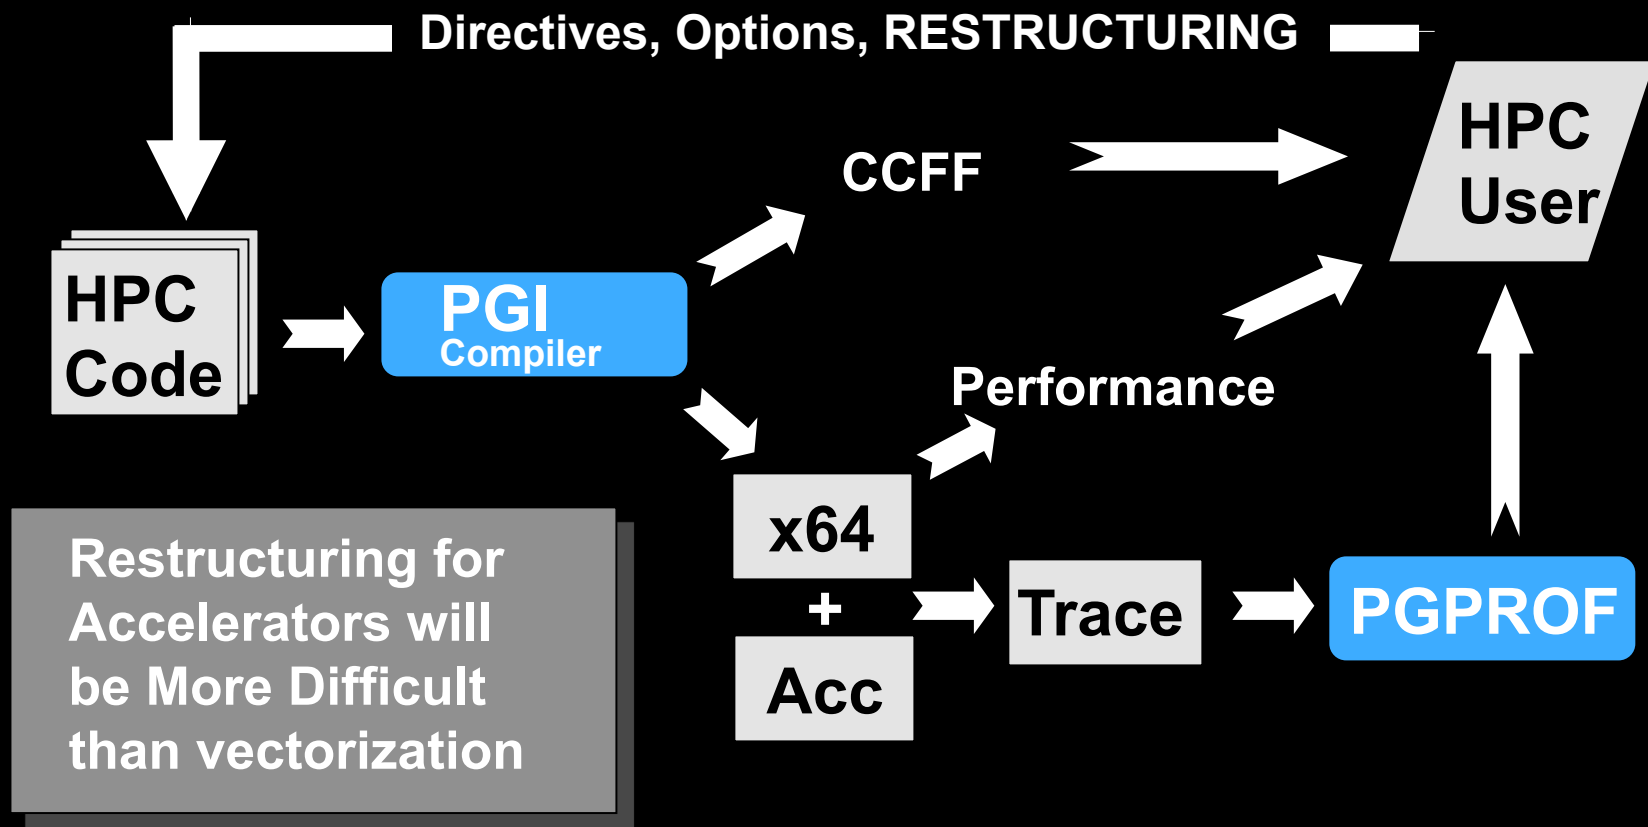 Directives, Options, RESTRUCTURING
HPC
User
CCFF
HPC
Code
PGI
Compiler
Performance
x64
+
Acc
Trace
PGPROF
Restructuring for
Accelerators will
be More Difficult
than vectorization